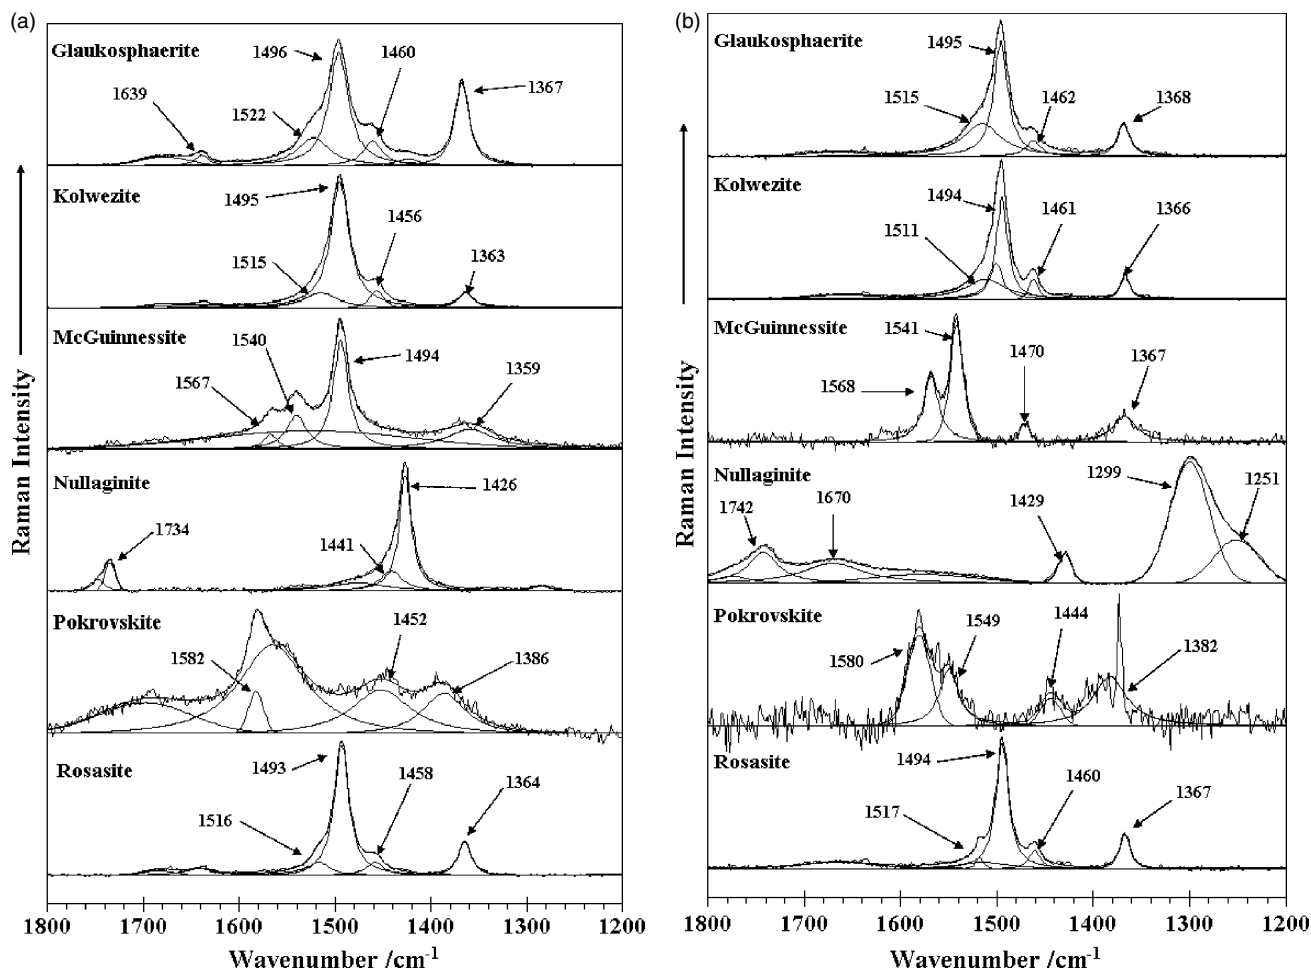 (a)
Glaukosphaerite
1496
1460
1639
1522
1367
Kolwezite
1495
1456
1515
1363
McGuinnessite
1540
1567
1494
1359
Nullaginite
1426
1734
1441
Pokrovskite
1452
1582
1386
Rosasite
1493
1458
1364
1516
1800 1700 1600 1500 1400 1300 1200
Wavenumber /cm-1
Raman Intensity
(b)
Glaukosphaerite
1495
1515
1462
1368
Kolwezite
1494
1461
1366
1511
McGuinnessite
1541
1470
1367
1568
Nullaginite
1299
1251
1742
1670
1429
Pokrovskite
1549
1444
1580
1382
Rosasite
1494
1460
1367
1517
1800 1700 1600 1500 1400 1300 1200
Wavenumber /cm-1
Raman Intensity